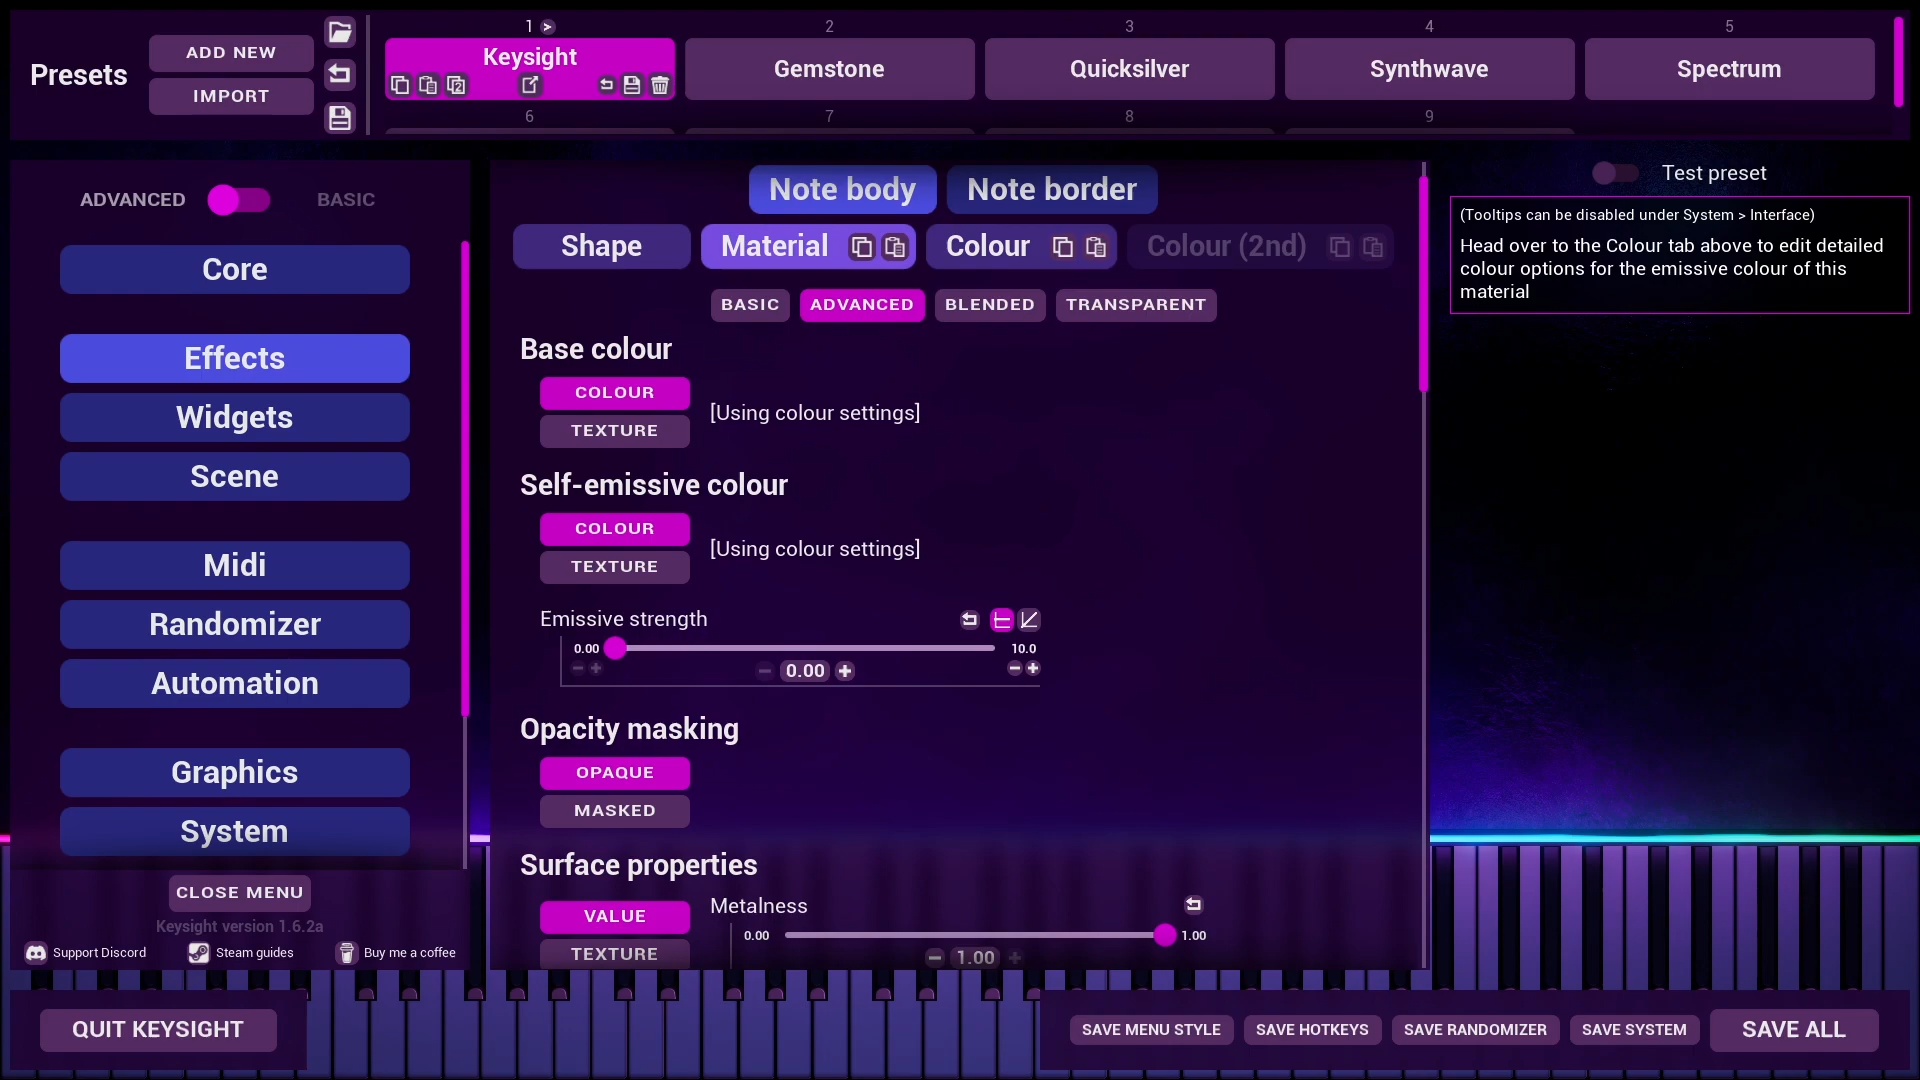 Presets
ADD NEW
IMPORT
1 >
Keysight
2
Gemstone
3
Quicksilver
4
Synthwave
5
Spectrum
6
7
8
9
ADVANCED
BASIC
Core
Effects
Widgets
Scene
Midi
Randomizer
Automation
Graphics
System
CLOSE MENU
Keysight version 1.6.2a
Support Discord
Steam guides
Buy me a coffee
QUIT KEYSIGHT
Note body
Note border
Shape
Material
Colour
Colour (2nd)
BASIC
ADVANCED
BLENDED
TRANSPARENT
Base colour
COLOUR
TEXTURE
[Using colour settings]
Self-emissive colour
COLOUR
TEXTURE
[Using colour settings]
Emissive strength
0.00
10.0
0.00
Opacity masking
OPAQUE
MASKED
Surface properties
VALUE
TEXTURE
Metalness
0.00
1.00
1.00
Test preset
(Tooltips can be disabled under System > Interface)
Head over to the Colour tab above to edit detailed
colour options for the emissive colour of this
material
SAVE MENU STYLE
SAVE HOTKEYS
SAVE RANDOMIZER
SAVE SYSTEM
SAVE ALL